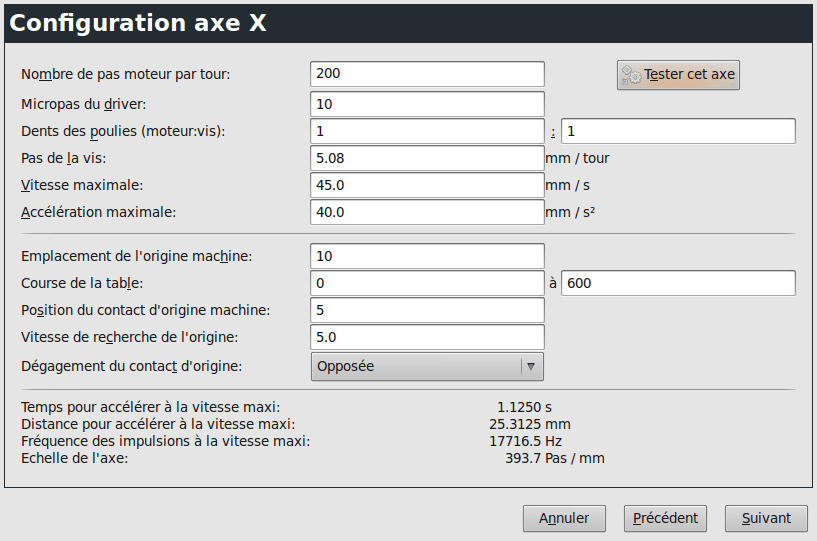 Configuration axe X
Nombre de pas moteur par tour: 200 Tester cet axe
Micropas du driver: 10
Dents des poulies (moteur:vis): 1 : 1
Pas de la vis: 5.08 mm / tour
Vitesse maximale: 45.0 mm / s
Accélération maximale: 40.0 mm / s²
Emplacement de l'origine machine: 10
Course de la table: 0 à 600
Position du contact d'origine machine: 5
Vitesse de recherche de l'origine: 5.0
Dégagement du contact d'origine: Opposée
Temps pour accélérer à la vitesse maxi: 1.1250 s
Distance pour accélérer à la vitesse maxi: 25.3125 mm
Fréquence des impulsions à la vitesse maxi: 17716.5 Hz
Echelle de l'axe: 393.7 Pas / mm
Annuler Précédent Suivant